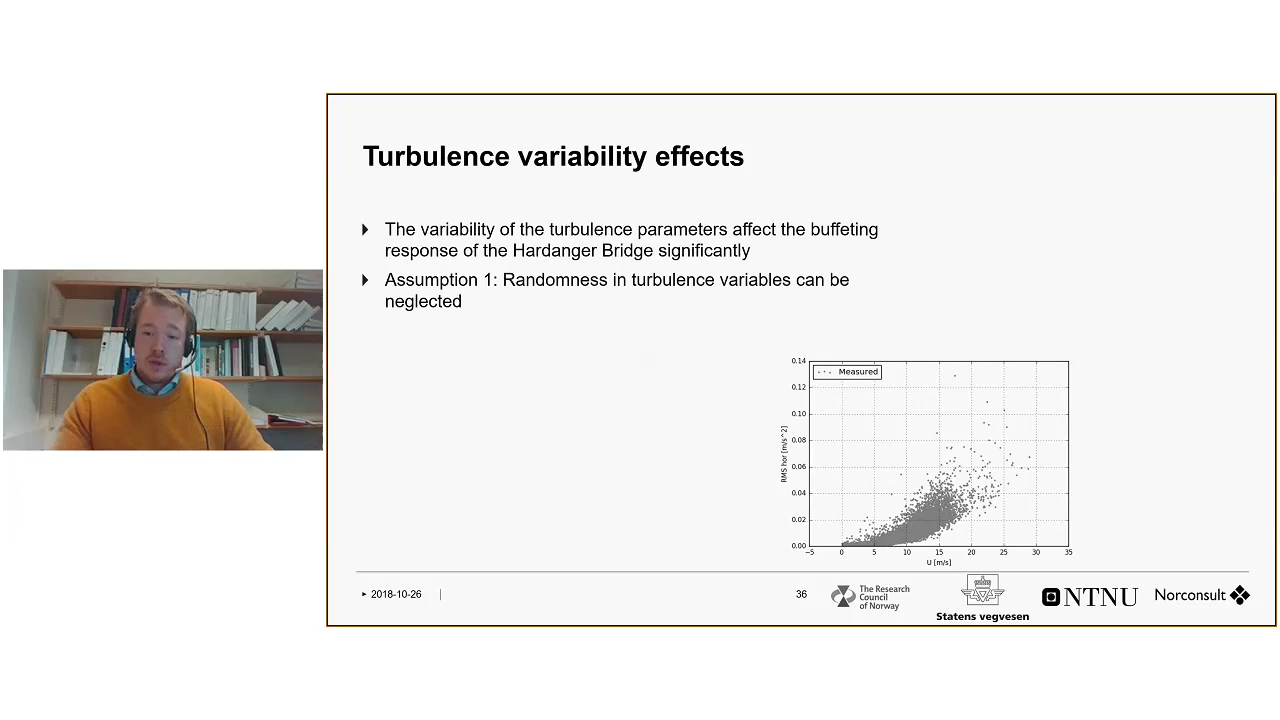 Turbulence variability effects
The variability of the turbulence parameters affect the buffeting
response of the Hardanger Bridge significantly
Assumption 1: Randomness in turbulence variables can be
neglected
0.14
0.12
0.10
0.08
0.06
0.04
0.02
0.00
RMS hor [m/s^2]
Measured
−5 0 5 10 15 20 25 30 35
U [m/s]
2018-10-26
36
The Research
Council
of Norway
Statens vegvesen
NTNU
Norconsult